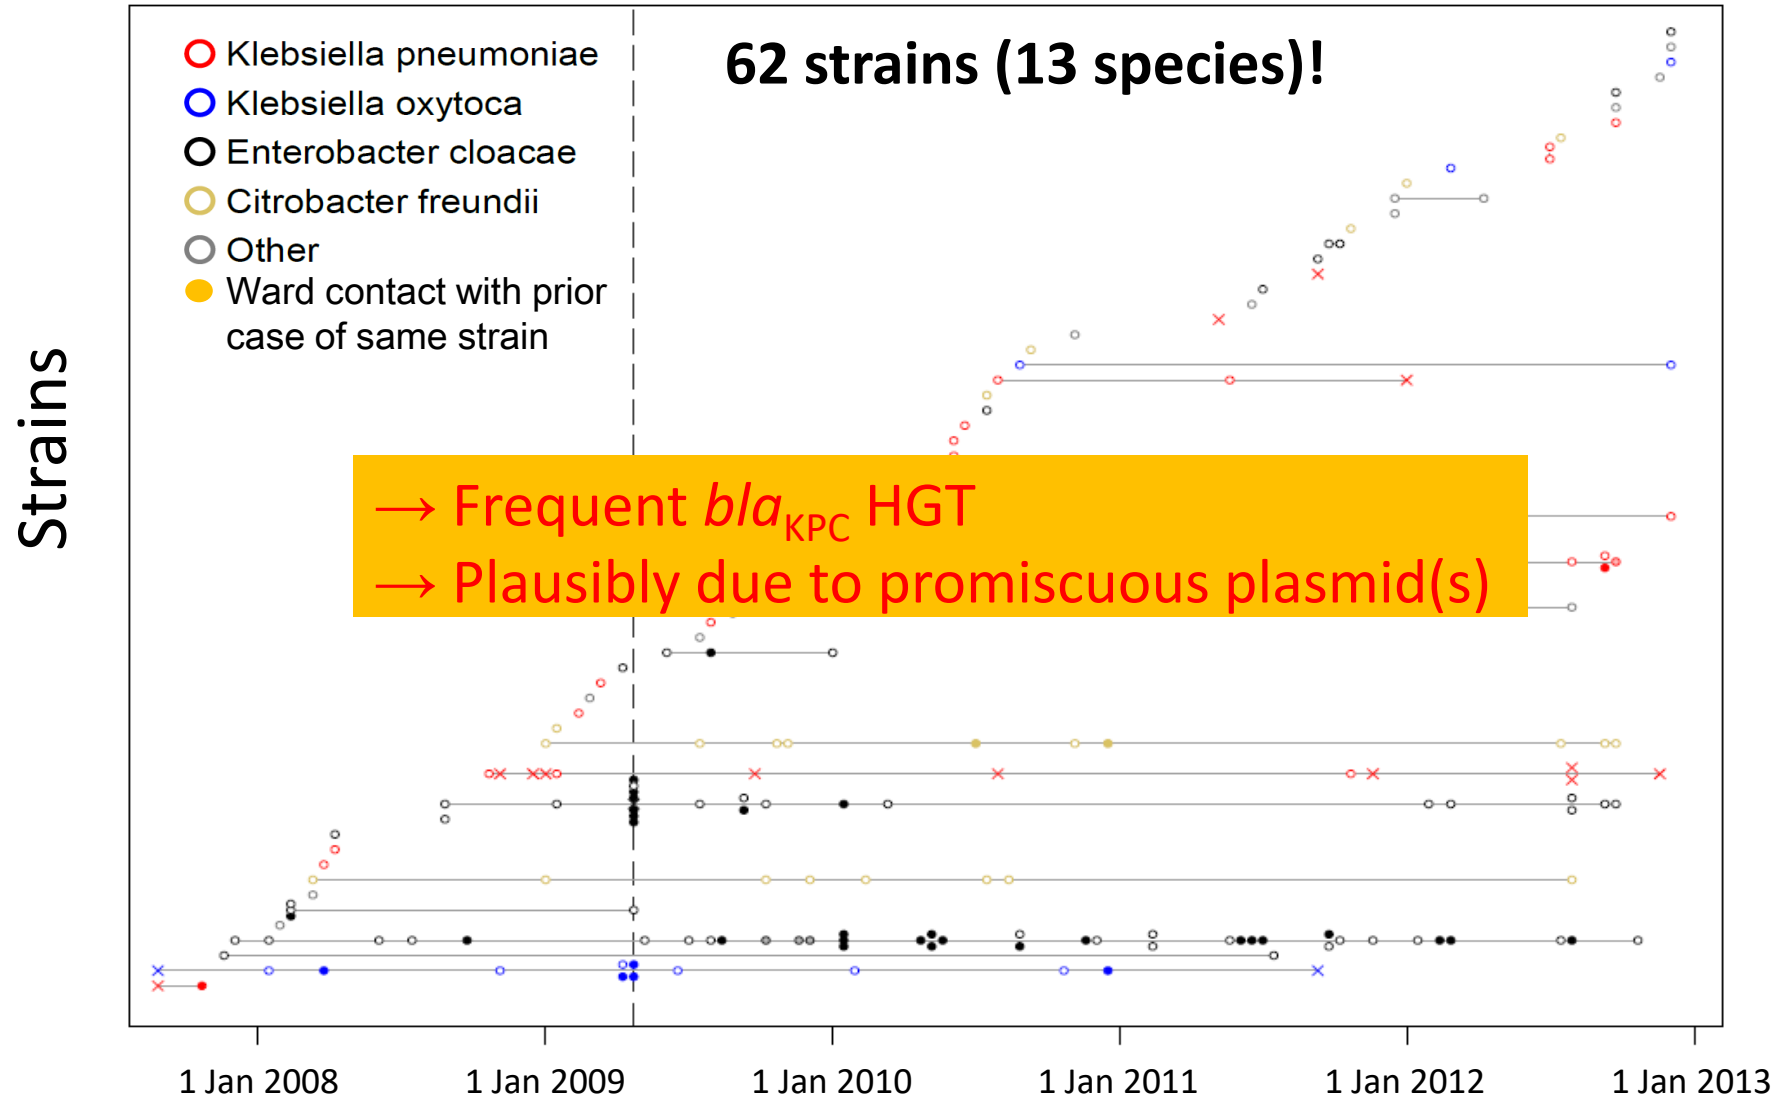 62 strains (13 species)!
Klebsiella pneumoniae
Klebsiella oxytoca
Enterobacter cloacae
Citrobacter freundii
Other
Ward contact with prior
case of same strain
Strains
→ Frequent blaKPC HGT
→ Plausibly due to promiscuous plasmid(s)
1 Jan 2008 1 Jan 2009 1 Jan 2010 1 Jan 2011 1 Jan 2012 1 Jan 2013